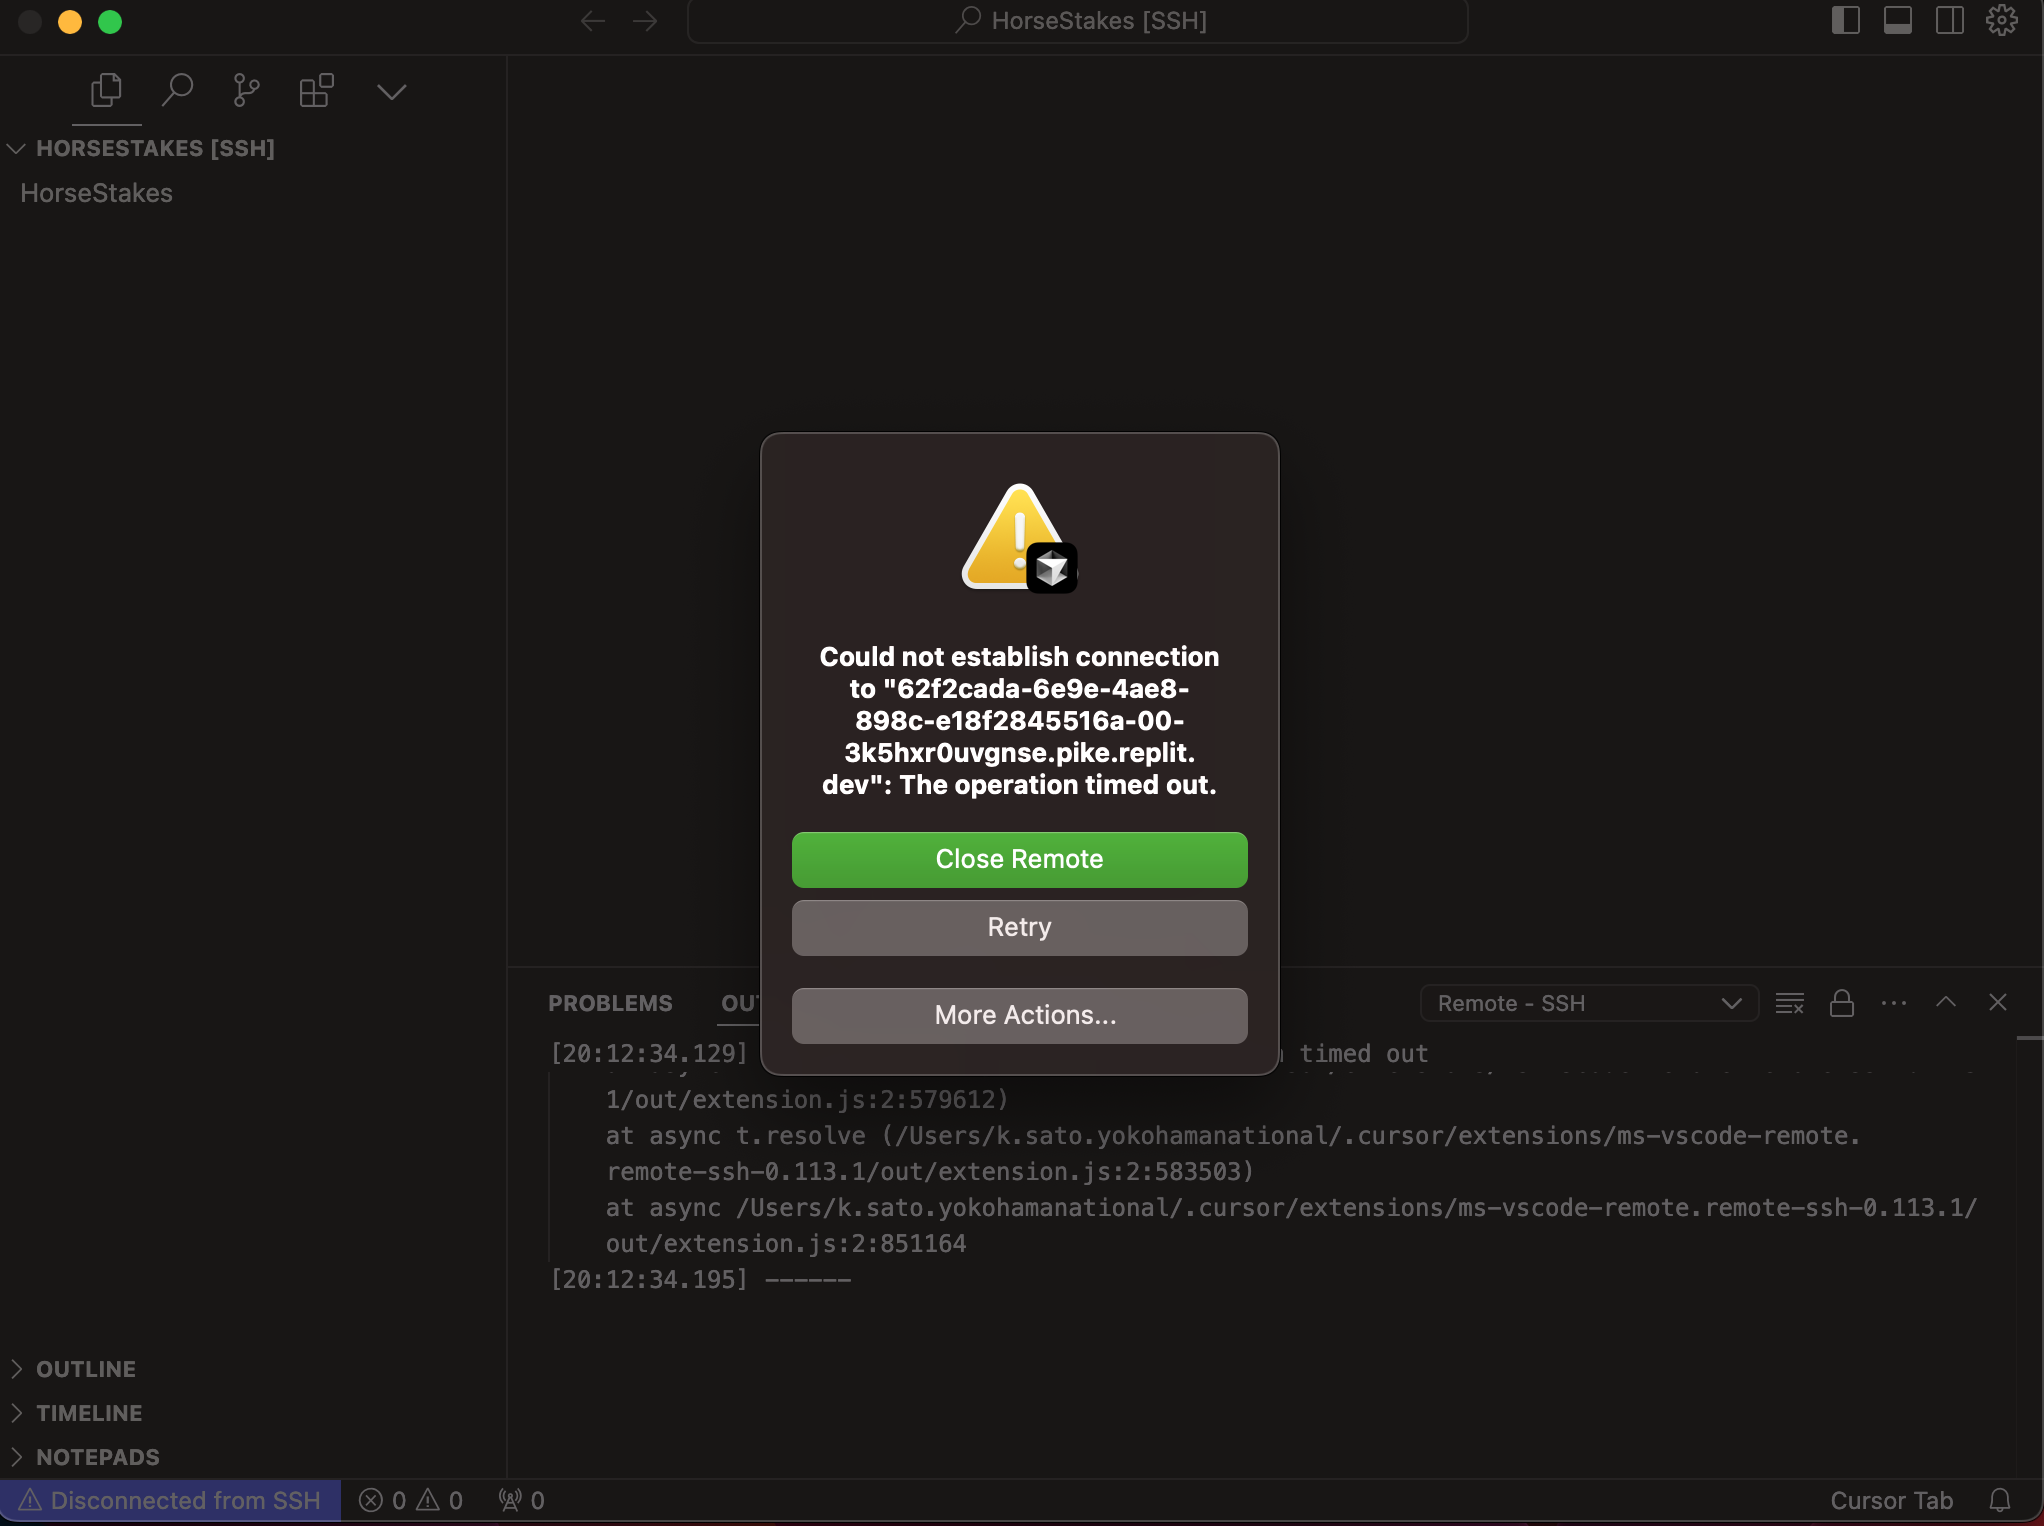 HorseStakes [SSH]
HORSESTAKES [SSH]
HorseStakes
Could not establish connection
to "62f2cada-6e9e-4ae8-
898c-e18f2845516a-00-
3k5hxr0uvgnse.pike.replit.
dev": The operation timed out.
Close Remote
Retry
More Actions...
PROBLEMS
Remote - SSH
[20:12:34.129] timed out
1/out/extension.js:2:579612)
at async t.resolve (/Users/k.sato.yokohamanational/.cursor/extensions/ms-vscode-remote.
remote-ssh-0.113.1/out/extension.js:2:583503)
at async /Users/k.sato.yokohamanational/.cursor/extensions/ms-vscode-remote.remote-ssh-0.113.1/
out/extension.js:2:851164
[20:12:34.195] ------
OUTLINE
TIMELINE
NOTEPADS
Disconnected from SSH 0 0 0 Cursor Tab